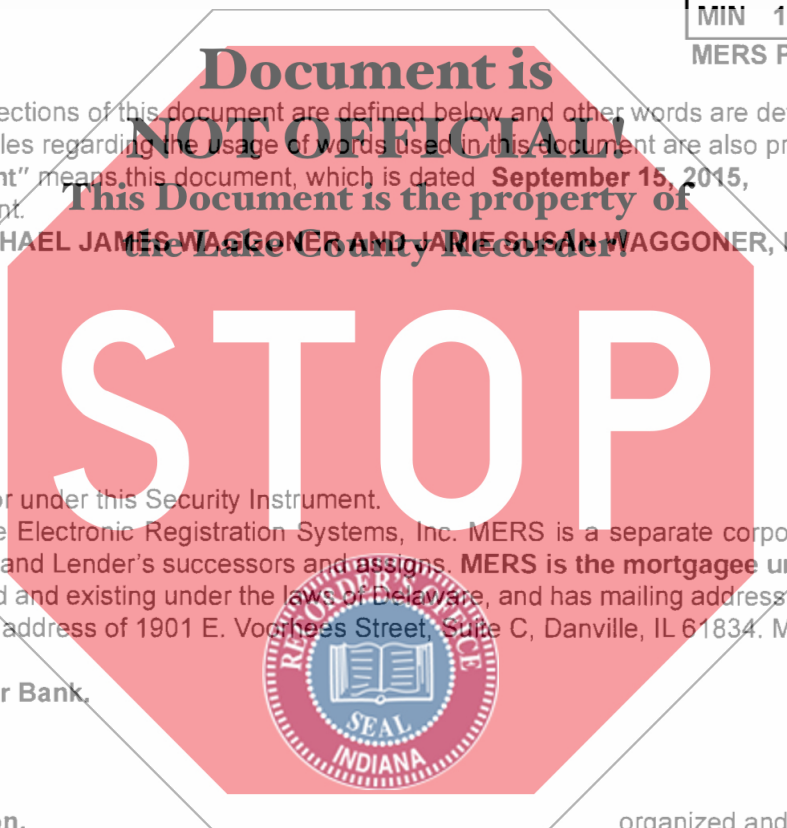 MIN 1
MERS P
Document is
ections of this document are defined below and other words are de
NOT OFFICIAL!
les regarding the usage of words used in this document are also pr
nt" means this document, which is dated September 15, 2015,
This Document is the property of
nt.
HAEL JAMES WAGGONER AND JAMIE SUSAN WAGGONER,
the Lake County Recorder!
STOP
r under this Security Instrument.
e Electronic Registration Systems, Inc. MERS is a separate corpo
and Lender's successors and assigns. MERS is the mortgagee u
d and existing under the laws of Delaware, and has mailing address
address of 1901 E. Voorhees Street, Suite C, Danville, IL 61834. M
RECORDER'S OFFICE
r Bank.
SEAL
INDIANA
on.
organized and